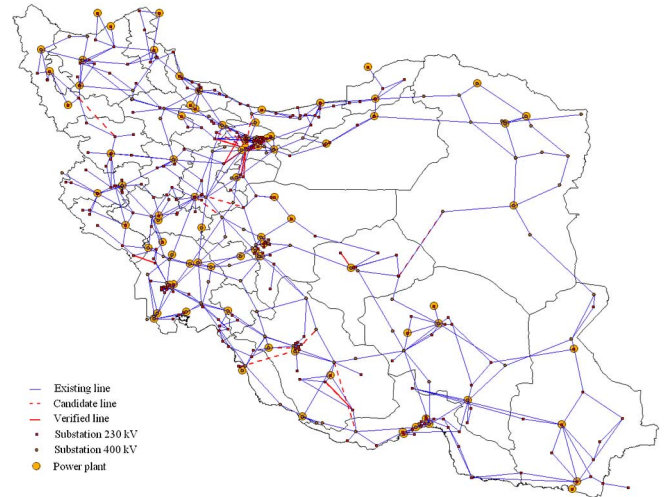 Existing line
Candidate line
Verified line
Substation 230 kV
Substation 400 kV
Power plant